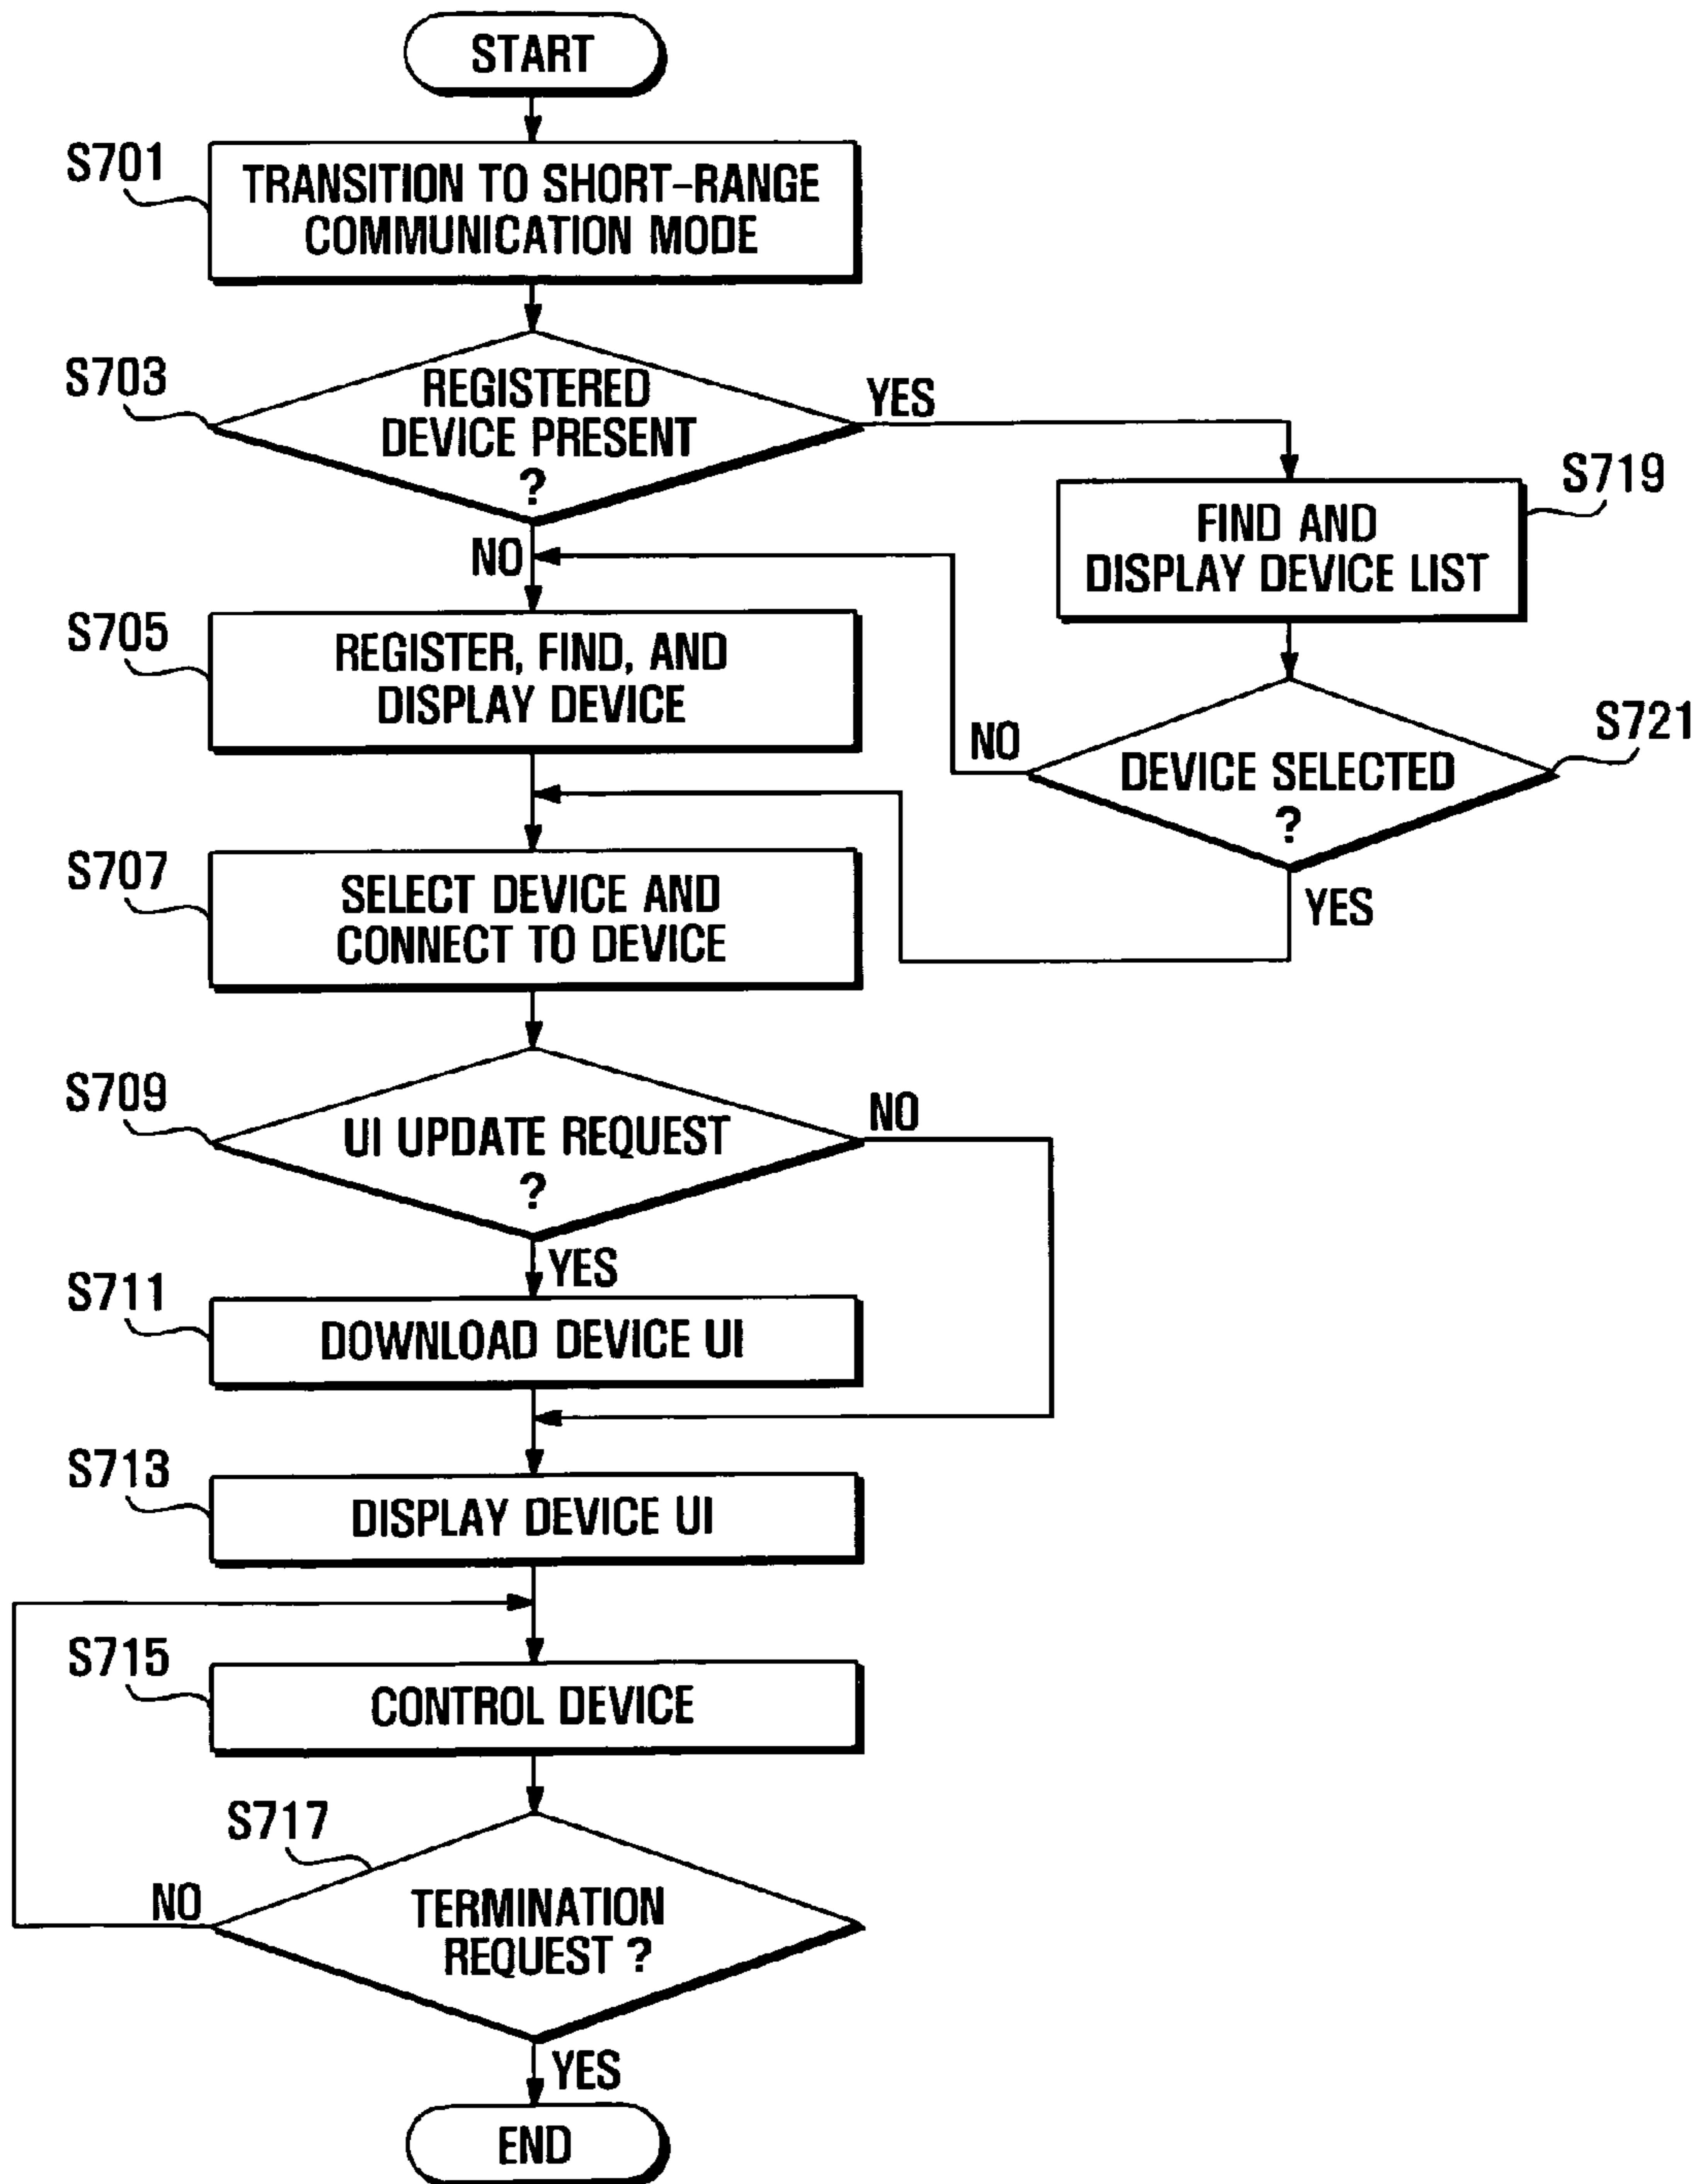 START
S701
TRANSITION TO SHORT-RANGE
COMMUNICATION MODE
S703
REGISTERED
DEVICE PRESENT
?
YES
NO
S719
FIND AND
DISPLAY DEVICE LIST
S705
REGISTER, FIND, AND
DISPLAY DEVICE
S721
DEVICE SELECTED
?
NO
YES
S707
SELECT DEVICE AND
CONNECT TO DEVICE
S709
UI UPDATE REQUEST
?
NO
YES
S711
DOWNLOAD DEVICE UI
S713
DISPLAY DEVICE UI
S715
CONTROL DEVICE
S717
TERMINATION
REQUEST ?
NO
YES
END